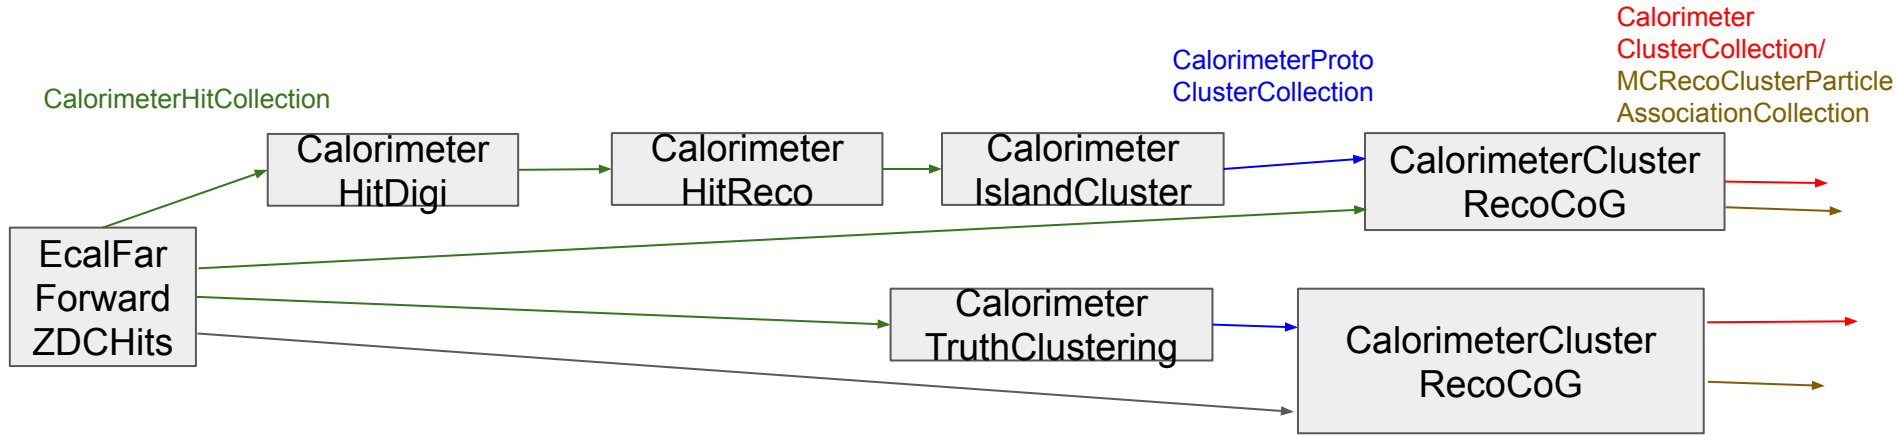 Calorimeter
ClusterCollection/
MCRecoClusterParticle
AssociationCollection
CalorimeterProto
ClusterCollection
CalorimeterHitCollection
Calorimeter
HitDigi
Calorimeter
HitReco
Calorimeter
IslandCluster
CalorimeterCluster
RecoCoG
EcalFar
Forward
ZDCHits
Calorimeter
TruthClustering
CalorimeterCluster
RecoCoG